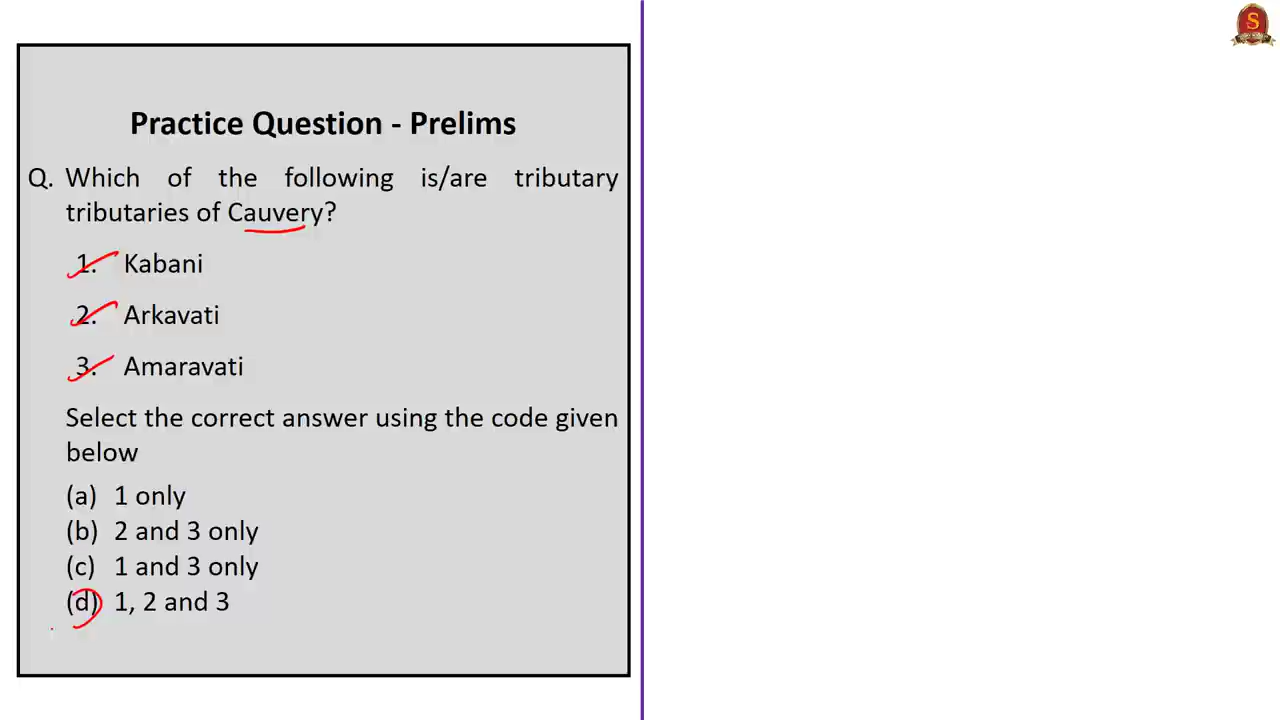 S
Practice Question - Prelims
Q. Which of the following is/are tributary
tributaries of Cauvery?
1. Kabani
2. Arkavati
3. Amaravati
Select the correct answer using the code given
below
(a) 1 only
(b) 2 and 3 only
(c) 1 and 3 only
(d) 1, 2 and 3